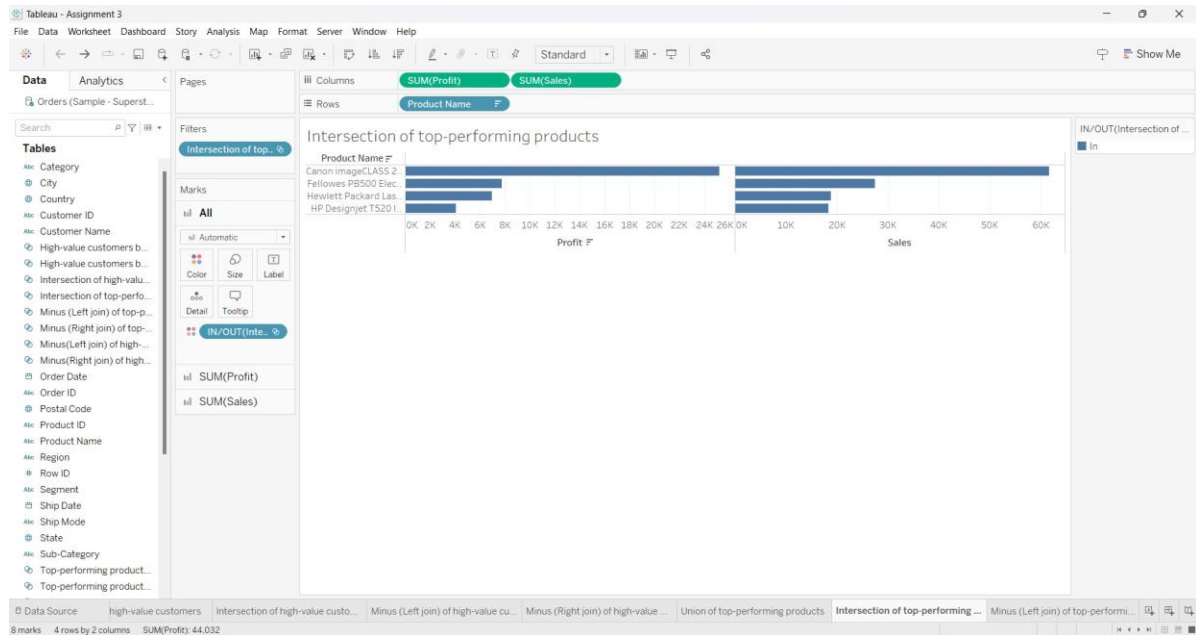 Tableau - Assignment 3
File Data Worksheet Dashboard Story Analysis Map Format Server Window Help
Standard
Show Me
Data Analytics
Orders (Sample - Superst...
Search
Tables
Abc Category
City
Country
Abc Customer ID
Abc Customer Name
High-value customers b...
High-value customers b...
Intersection of high-valu...
Intersection of top-perfo...
Minus (Left join) of top-p...
Minus (Right join) of top-...
Minus(Left join) of high-...
Minus(Right join) of high...
Order Date
Abc Order ID
Postal Code
Abc Product ID
Abc Product Name
Abc Region
# Row ID
Abc Segment
Ship Date
Abc Ship Mode
State
Abc Sub-Category
Top-performing product...
Top-performing product...
Pages
Filters
Intersection of top..
Marks
All
Automatic
Color Size Label
Detail Tooltip
IN/OUT(Inte..
SUM(Profit)
SUM(Sales)
Columns SUM(Profit) SUM(Sales)
Rows Product Name
Intersection of top-performing products
Product Name
Canon imageCLASS 2..
Fellowes PB500 Elec..
Hewlett Packard Las..
HP Designjet T520 I..
0K 2K 4K 6K 8K 10K 12K 14K 16K 18K 20K 22K 24K 26K 0K 10K 20K 30K 40K 50K 60K
Profit Sales
IN/OUT(Intersection of ...
In
Data Source high-value customers Intersection of high-value custo... Minus (Left join) of high-value cu... Minus (Right join) of high-value ... Union of top-performing products Intersection of top-performing ... Minus (Left join) of top-performi...
8 marks 4 rows by 2 columns SUM(Profit): 44,032